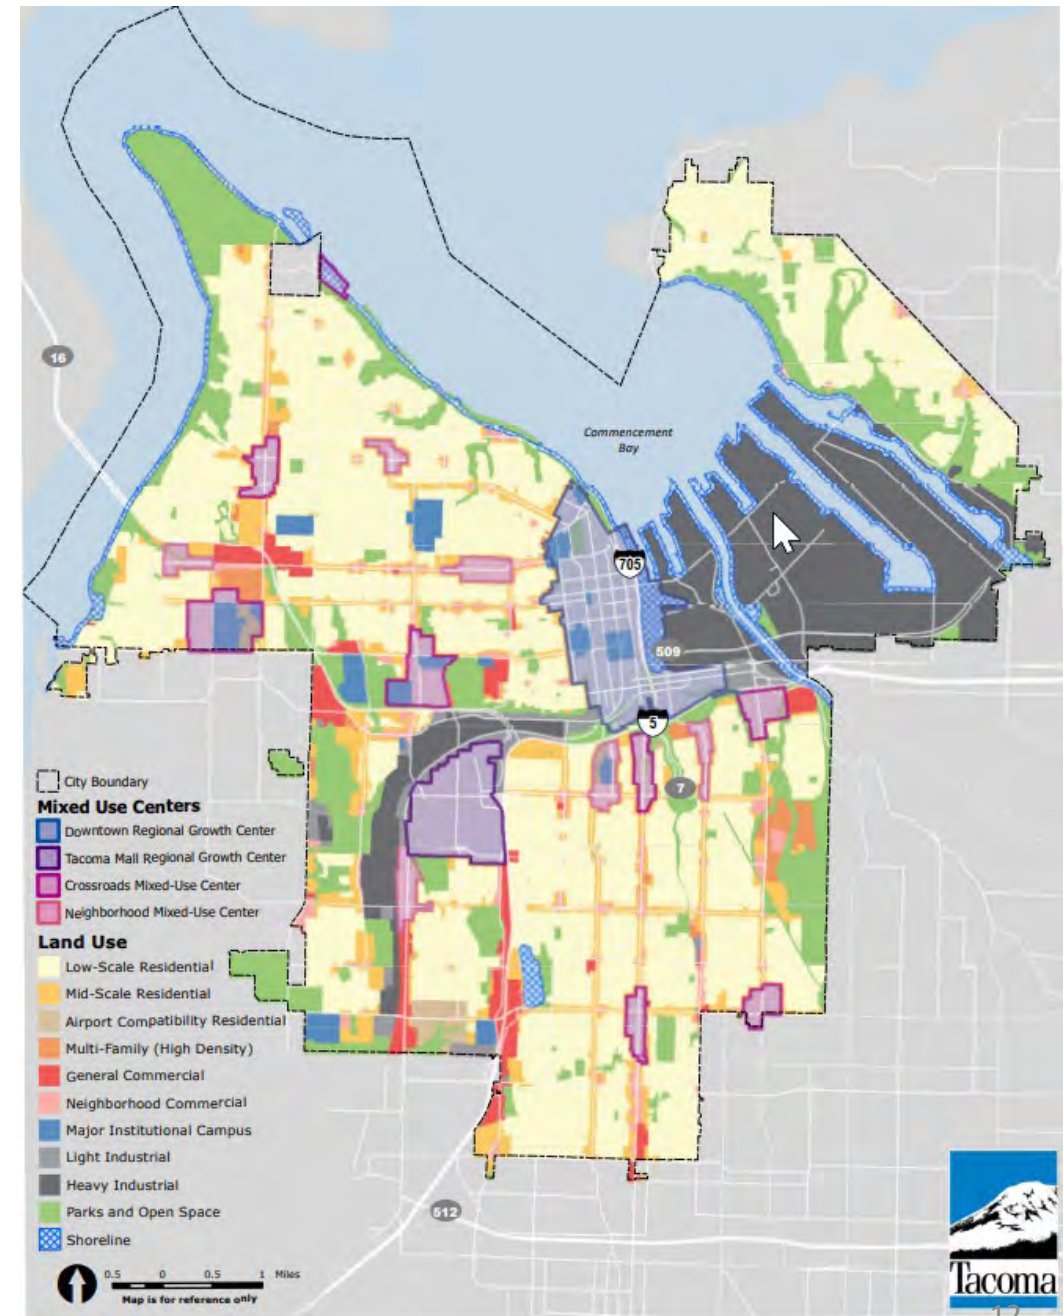 16
Commencement
Bay
705
509
5
7
City Boundary
Mixed Use Centers
Downtown Regional Growth Center
Tacoma Mall Regional Growth Center
Crossroads Mixed-Use Center
Neighborhood Mixed-Use Center
Land Use
Low-Scale Residential
Mid-Scale Residential
Airport Compatibility Residential
Multi-Family (High Density)
General Commercial
Neighborhood Commercial
Major Institutional Campus
Light Industrial
Heavy Industrial
Parks and Open Space
Shoreline
512
0.5 0 0.5 1 Miles
Map is for reference only
Tacoma